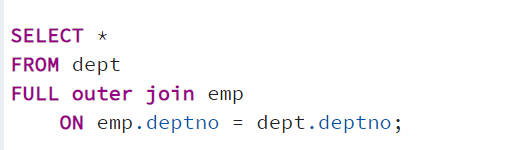 SELECT *
FROM dept
FULL outer join emp
    ON emp.deptno = dept.deptno;